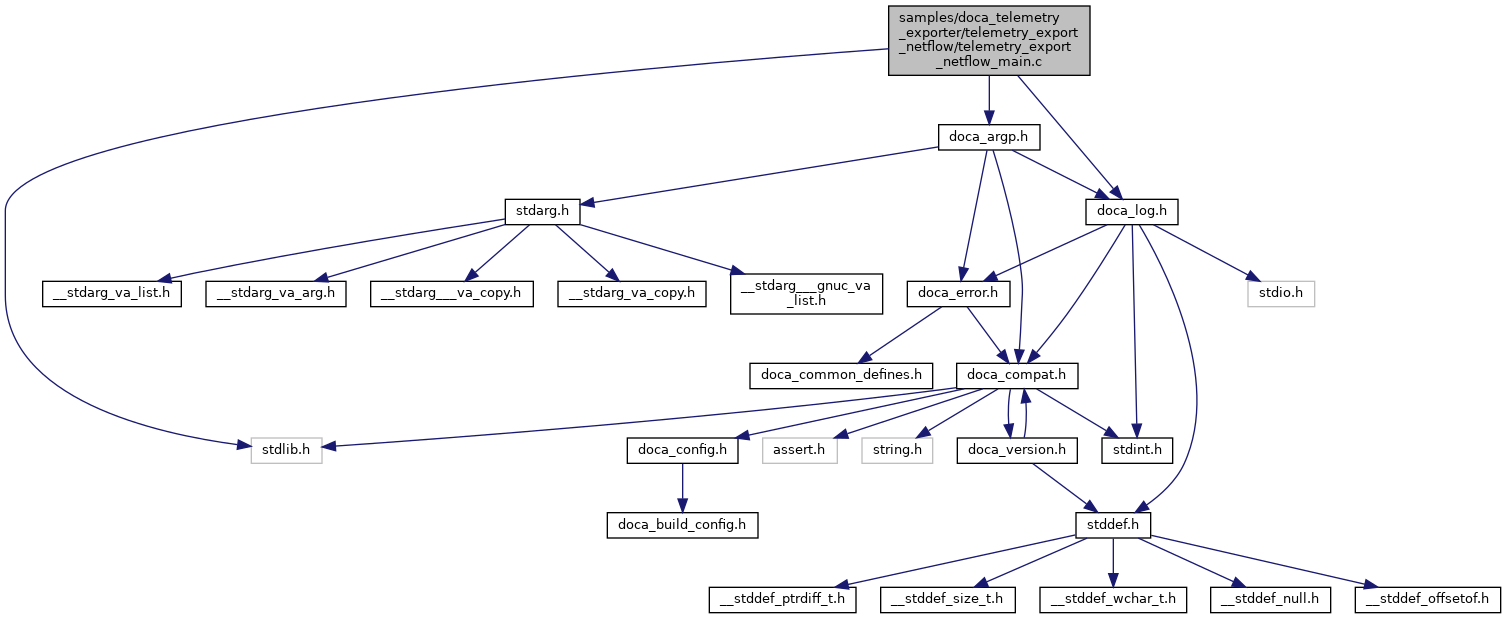 samples/doca_telemetry
_exporter/telemetry_export
_netflow/telemetry_export
_netflow_main.c
doca_argp.h
stdarg.h
doca_log.h
__stdarg_va_list.h
__stdarg_va_arg.h
__stdarg___va_copy.h
__stdarg_va_copy.h
__stdarg___gnuc_va
_list.h
doca_error.h
stdio.h
doca_common_defines.h
doca_compat.h
stdlib.h
doca_config.h
assert.h
string.h
doca_version.h
stdint.h
doca_build_config.h
stddef.h
__stddef_ptrdiff_t.h
__stddef_size_t.h
__stddef_wchar_t.h
__stddef_null.h
__stddef_offsetof.h